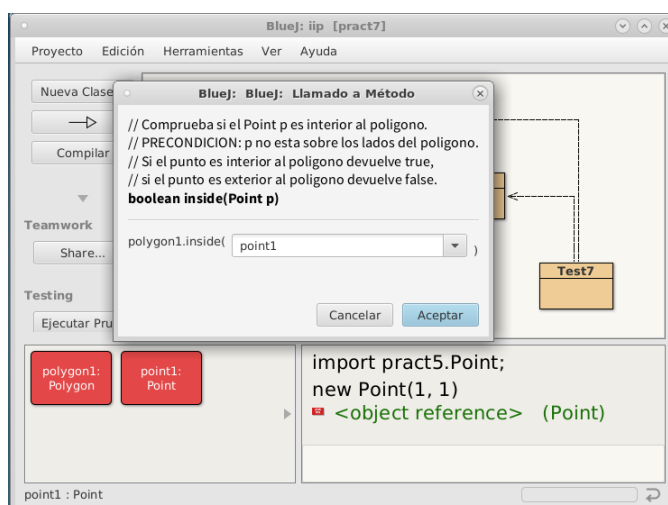 BlueJ: iip [pract7]
Proyecto Edición Herramientas Ver Ayuda
Nueva Clase
Compilar
Teamwork
Share...
Testing
Ejecutar Pru
BlueJ: BlueJ: Llamado a Método
// Comprueba si el Point p es interior al poligono.
// PRECONDICION: p no esta sobre los lados del poligono.
// Si el punto es interior al poligono devuelve true,
// si el punto es exterior al poligono devuelve false.
boolean inside(Point p)
polygon1.inside( point1 )
Cancelar Aceptar
Test7
polygon1:
Polygon
point1:
Point
import pract5.Point;
new Point(1, 1)
<object reference> (Point)
point1 : Point